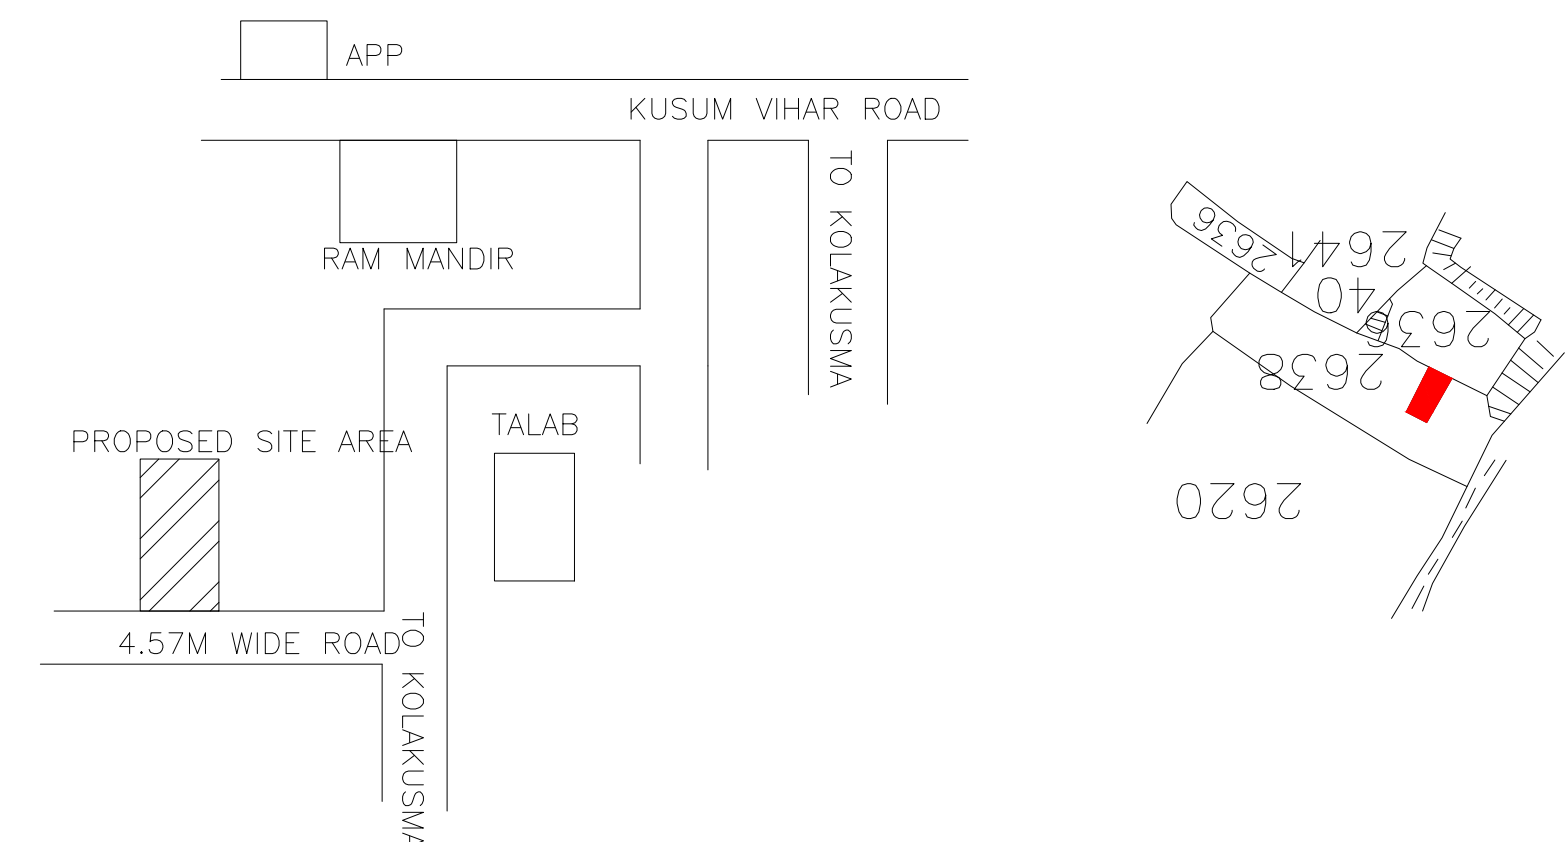 APP
KUSUM VIHAR ROAD
TO KOLAKUSMA
RAM MANDIR
TALAB
PROPOSED SITE AREA
4.57M WIDE ROAD
TO KOLAKUSMA
2636
2641
40
2636
2638
2620